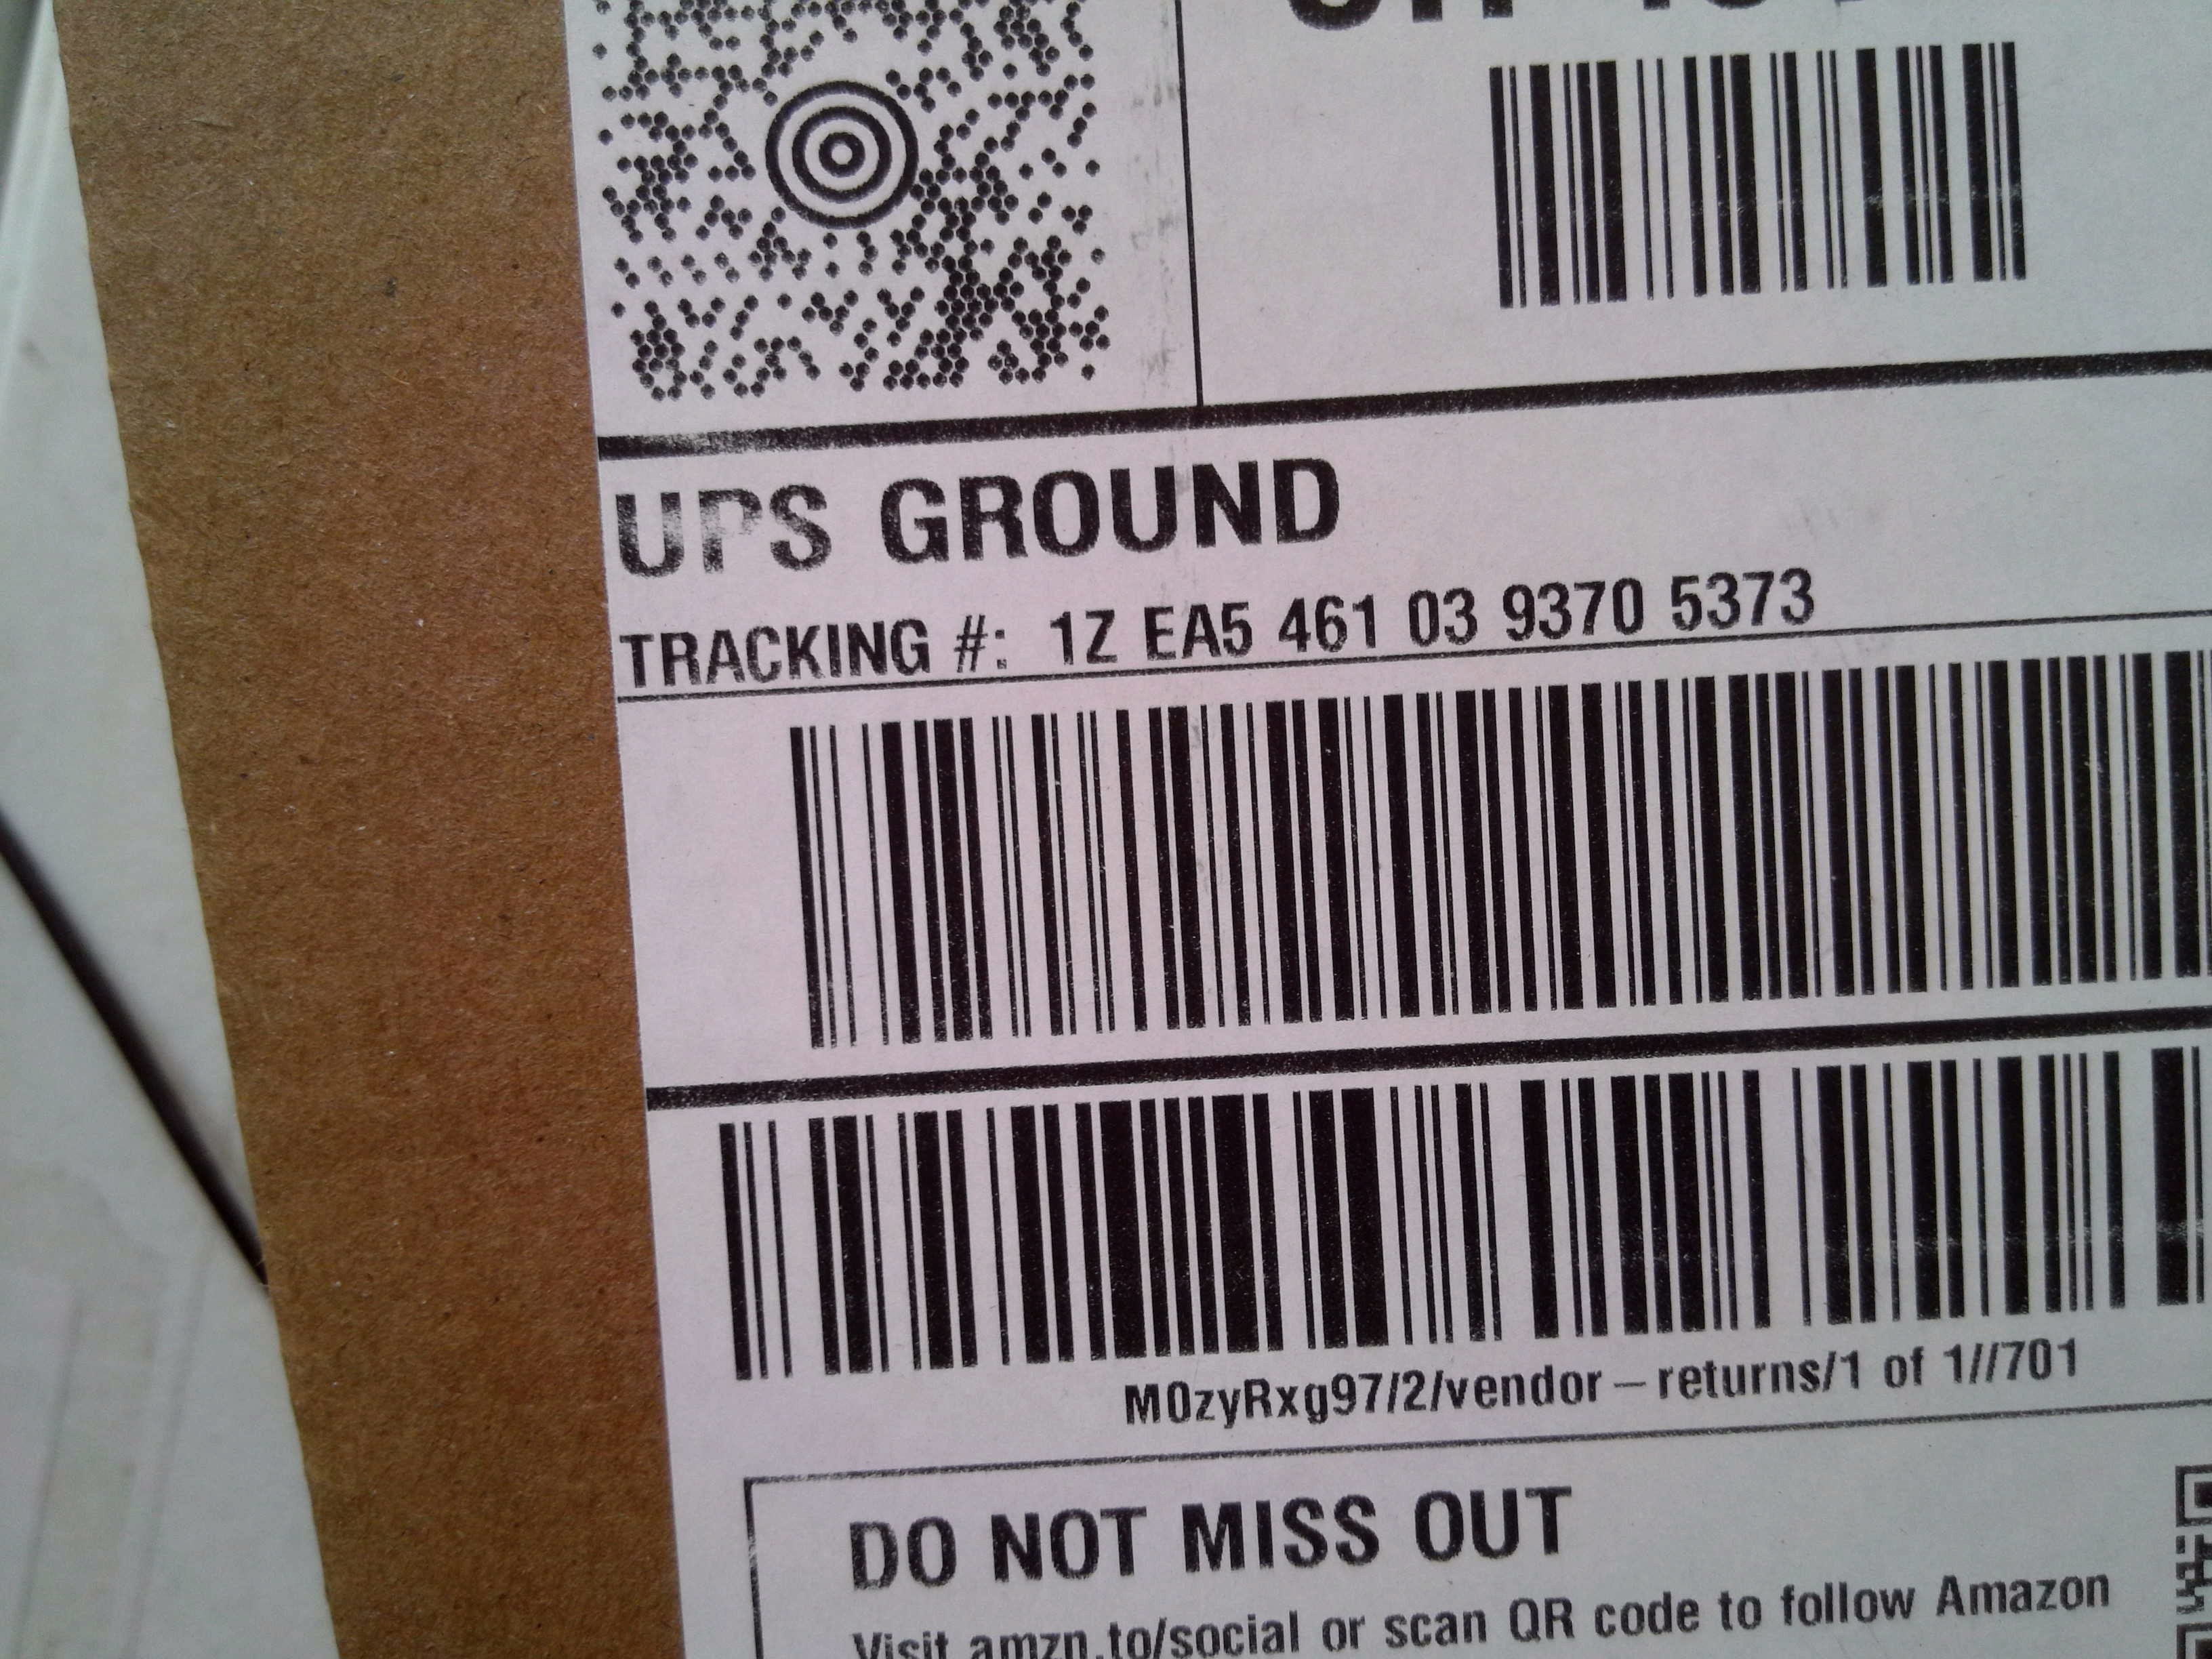 UPS GROUND
TRACKING #: 1Z EA5 461 03 9370 5373
M0zyRxg97/2/vendor-returns/1 of 1//701
DO NOT MISS OUT
Visit amzn.to/social or scan QR code to follow Amazon